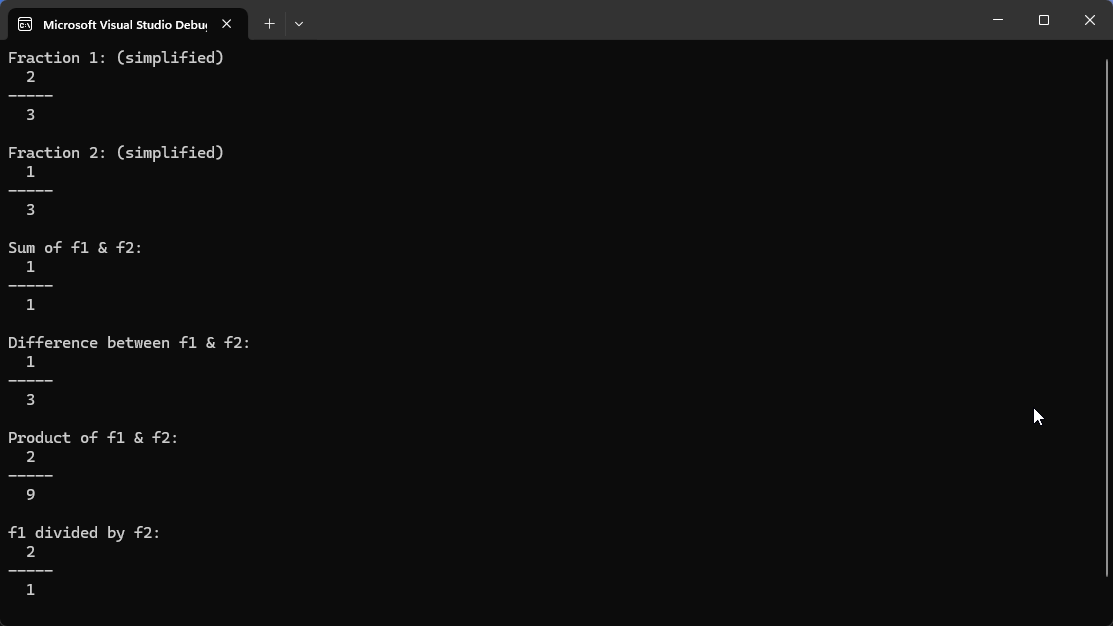 Microsoft Visual Studio Debu
Fraction 1: (simplified)
2
-----
3
Fraction 2: (simplified)
1
-----
3
Sum of f1 & f2:
1
-----
1
Difference between f1 & f2:
1
-----
3
Product of f1 & f2:
2
-----
9
f1 divided by f2:
2
-----
1